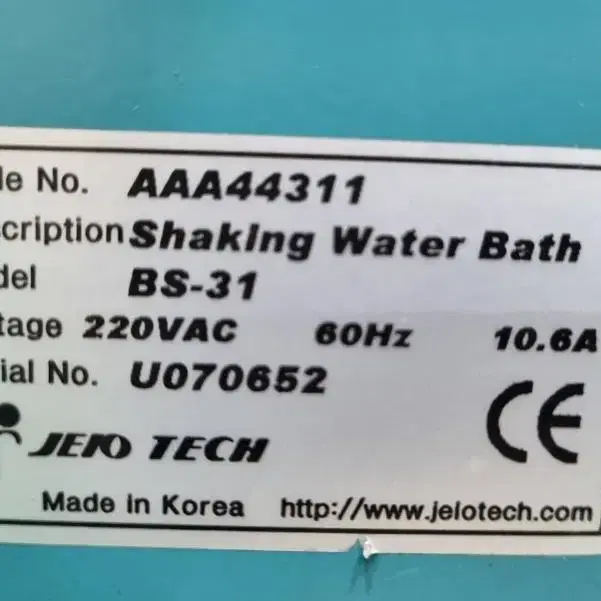 le No. AAA44311
cription Shaking Water Bath
del BS-31
tage 220VAC 60Hz 10.6A
ial No. U070652
CE
JEIO TECH
Made in Korea http://www.jeiotech.com